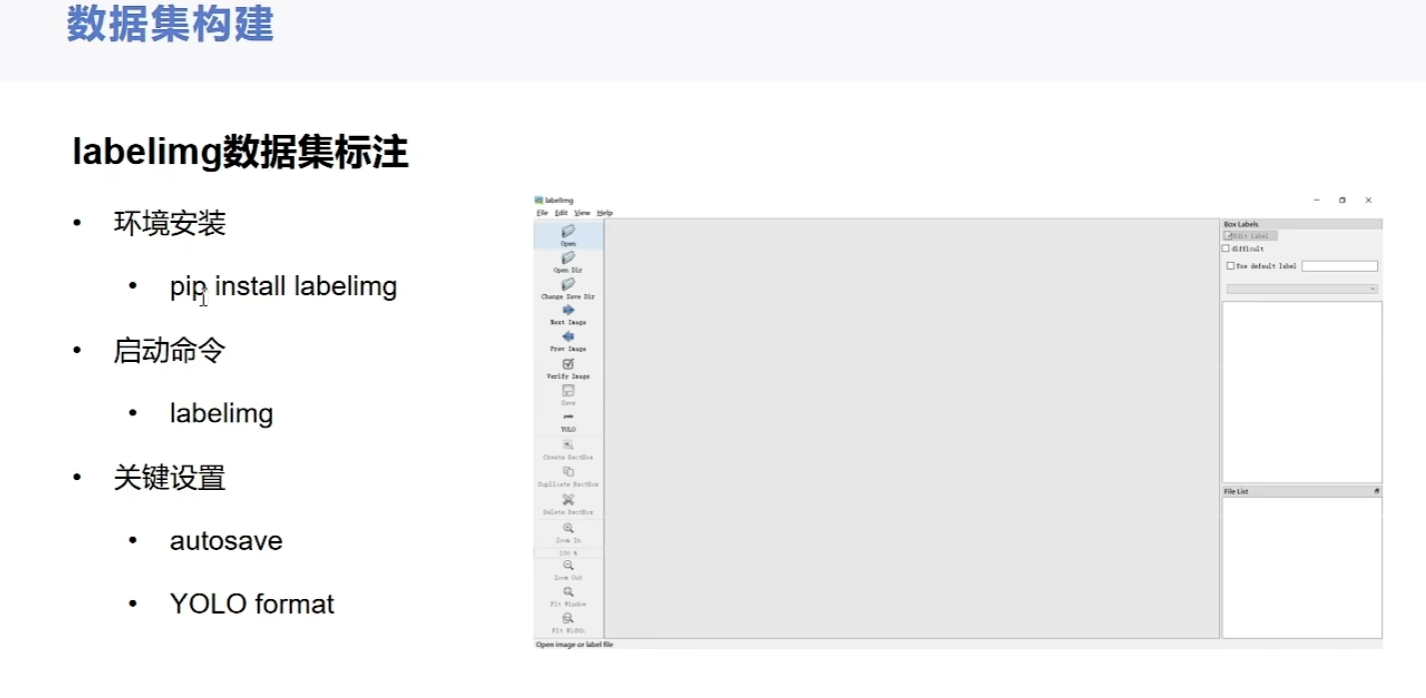 数据集构建
labelimg数据集标注
• 环境安装
• pip install labelimg
• 启动命令
• labelimg
• 关键设置
• autosave
• YOLO format
labelImg
File Edit View Help
Open
Open Dir
Change Save Dir
Next Image
Prev Image
Verify Image
Save
YOLO
Create RectBox
Duplicate RectBox
Delete RectBox
Zoom In
100 %
Zoom Out
Fit Window
Fit Width
Box Labels
Edit Label
difficult
Use default label
File List
Open image or label file